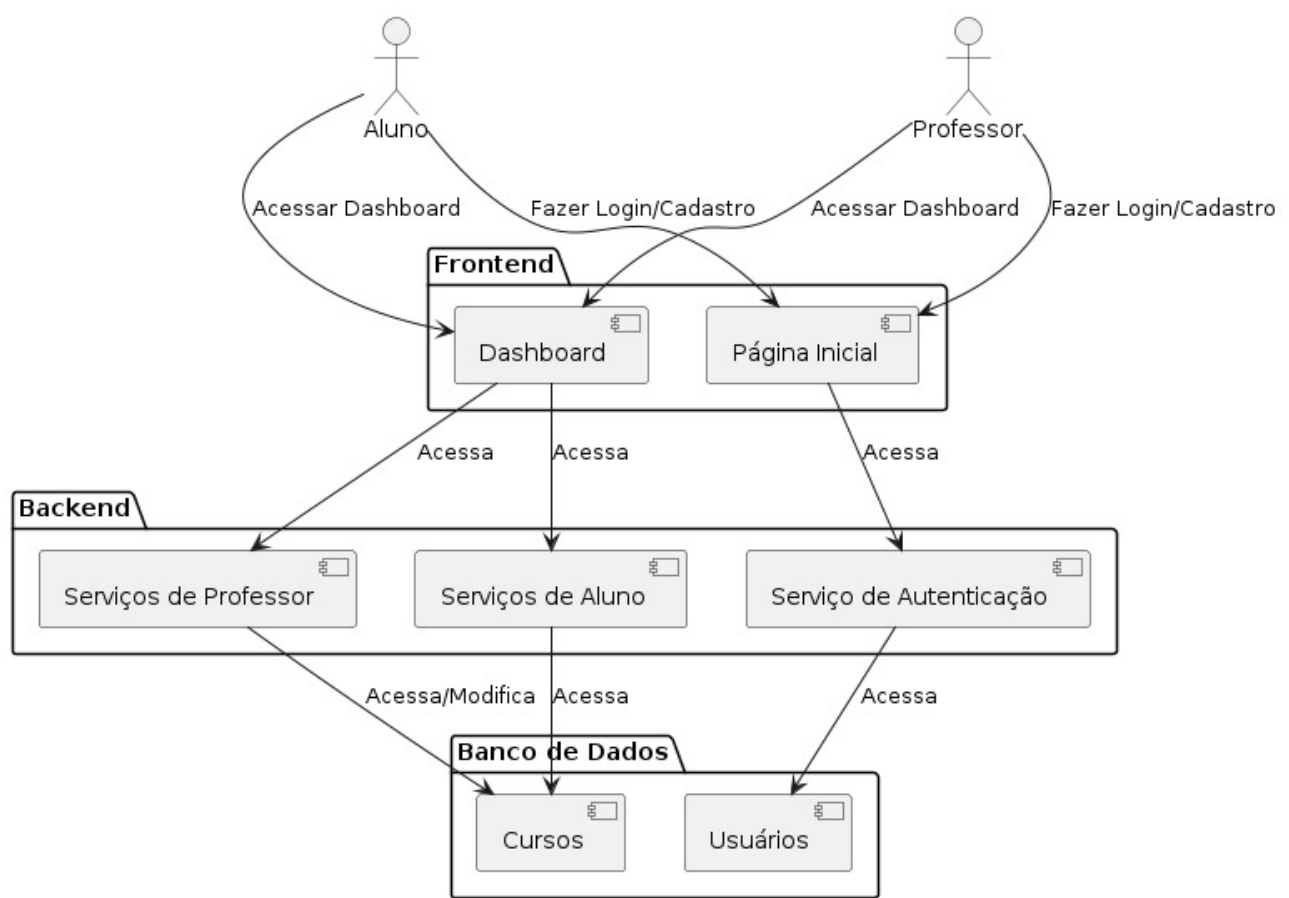 Aluno
Professor
Acessar Dashboard
Fazer Login/Cadastro
Acessar Dashboard
Fazer Login/Cadastro
Frontend
Dashboard
Página Inicial
Acessa
Acessa
Acessa
Backend
Serviços de Professor
Serviços de Aluno
Serviço de Autenticação
Acessa/Modifica
Acessa
Acessa
Banco de Dados
Cursos
Usuários